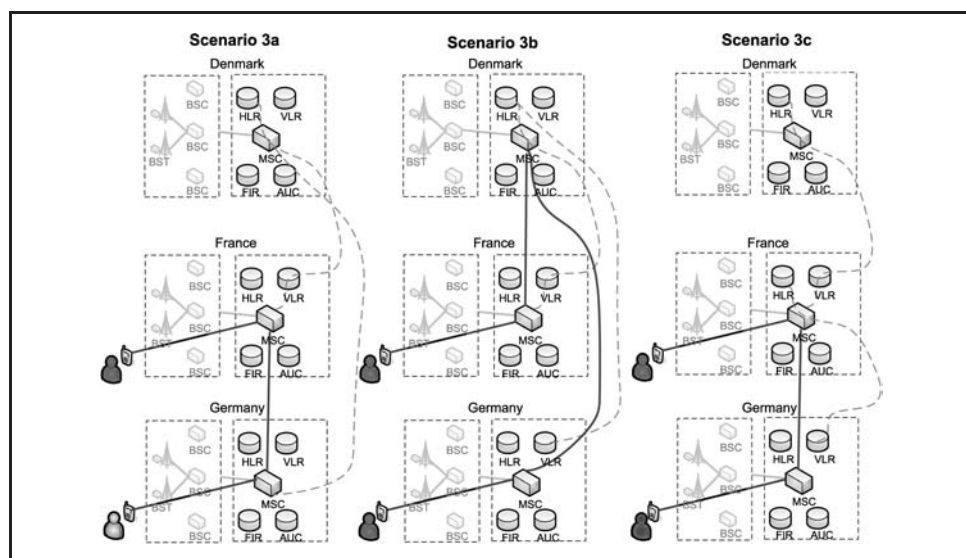 Scenario 3a
Denmark
BSC
HLR
VLR
BSC
BST
MSC
BSC
FIR
AUC
France
BSC
HLR
VLR
BSC
BST
MSC
BSC
FIR
AUC
Germany
BSC
HLR
VLR
BSC
BST
MSC
BSC
FIR
AUC
Scenario 3b
Denmark
BSC
HLR
VLR
BSC
BST
MSC
BSC
FIR
AUC
France
BSC
HLR
VLR
BSC
BST
MSC
BSC
FIR
AUC
Germany
BSC
HLR
VLR
BSC
BST
MSC
BSC
FIR
AUC
Scenario 3c
Denmark
BSC
HLR
VLR
BSC
BST
MSC
BSC
FIR
AUC
France
BSC
HLR
VLR
BSC
BST
MSC
BSC
FIR
AUC
Germany
BSC
HLR
VLR
BSC
BST
MSC
BSC
FIR
AUC